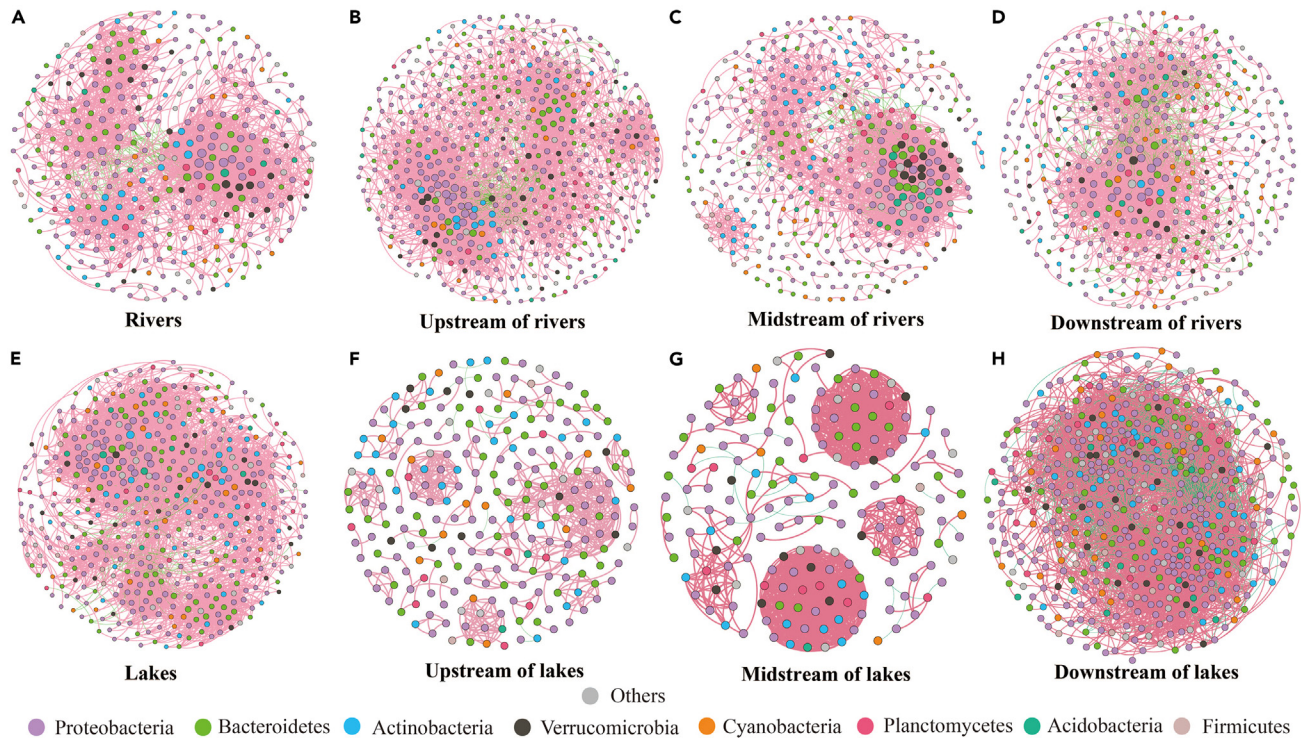 A
B
C
D
Rivers
Upstream of rivers
Midstream of rivers
Downstream of rivers
E
F
G
H
Lakes
Upstream of lakes
Midstream of lakes
Downstream of lakes
Others
Proteobacteria
Bacteroidetes
Actinobacteria
Verrucomicrobia
Cyanobacteria
Planctomycetes
Acidobacteria
Firmicutes